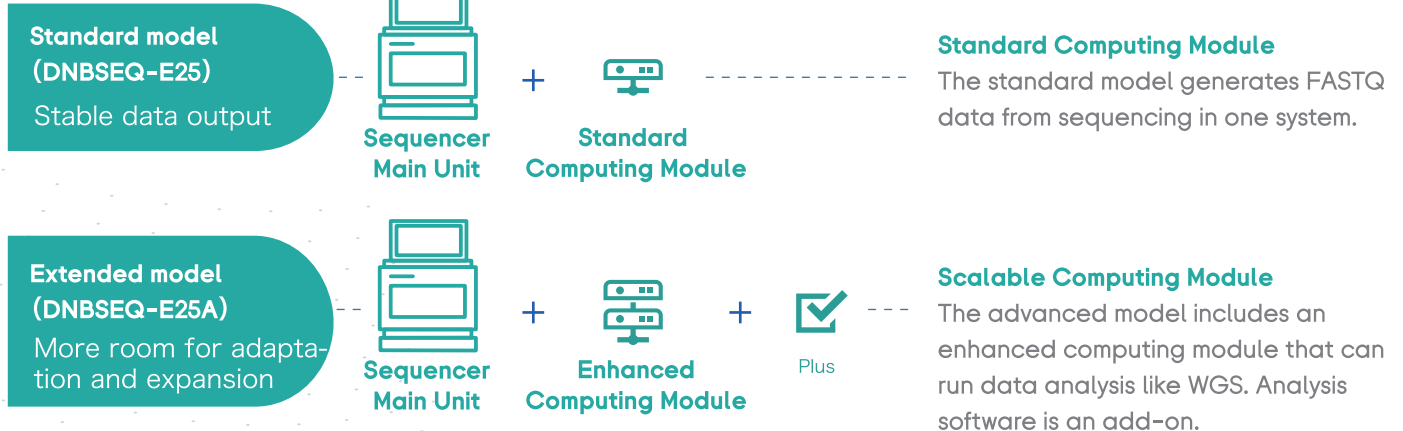 Standard model
(DNBSEQ-E25)
Stable data output
Sequencer
Main Unit
+
Standard
Computing Module
Standard Computing Module
The standard model generates FASTQ
data from sequencing in one system.
Extended model
(DNBSEQ-E25A)
More room for adapta-
tion and expansion
Sequencer
Main Unit
+
Enhanced
Computing Module
+
Plus
Scalable Computing Module
The advanced model includes an
enhanced computing module that can
run data analysis like WGS. Analysis
software is an add-on.